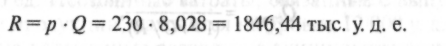 R = p · Q = 230 · 8,028 = 1846,44 тыс. у. д. е.